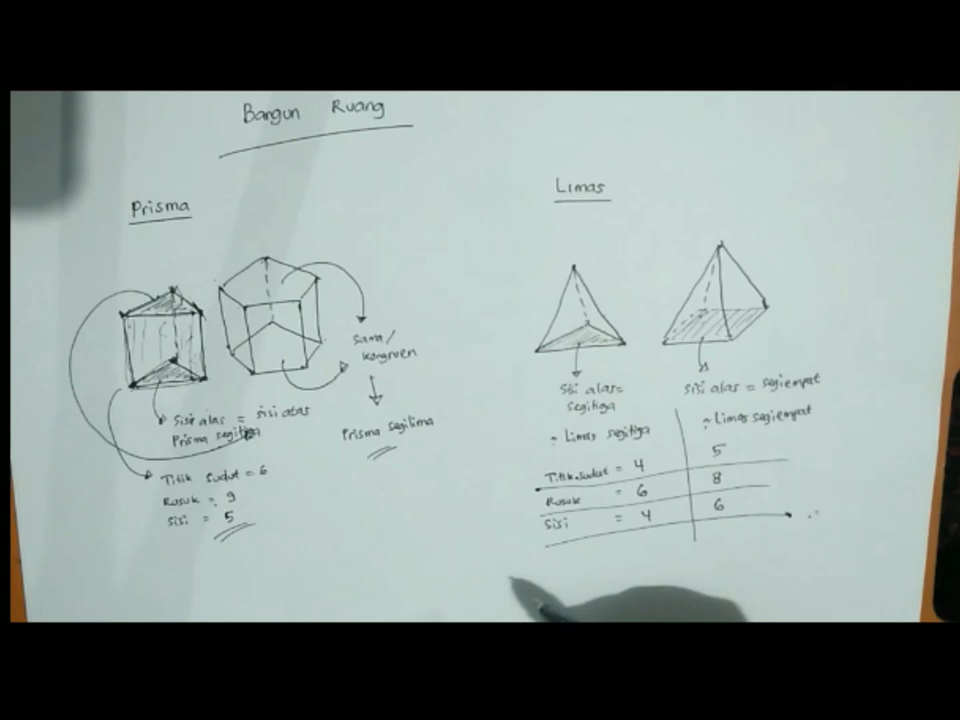 Bangun Ruang
Prisma
Sama/
kongruen
Prisma segilima
Sisi alas = sisi atas
Prisma segitiga
Titik sudut = 6
Rusuk = 9
Sisi = 5
Limas
Sisi alas =
segitiga
~ Limas segitiga
Sisi alas = segiempat
~ Limas segiempat
Titik sudut = 4 5
Rusuk = 6 8
Sisi = 4 6